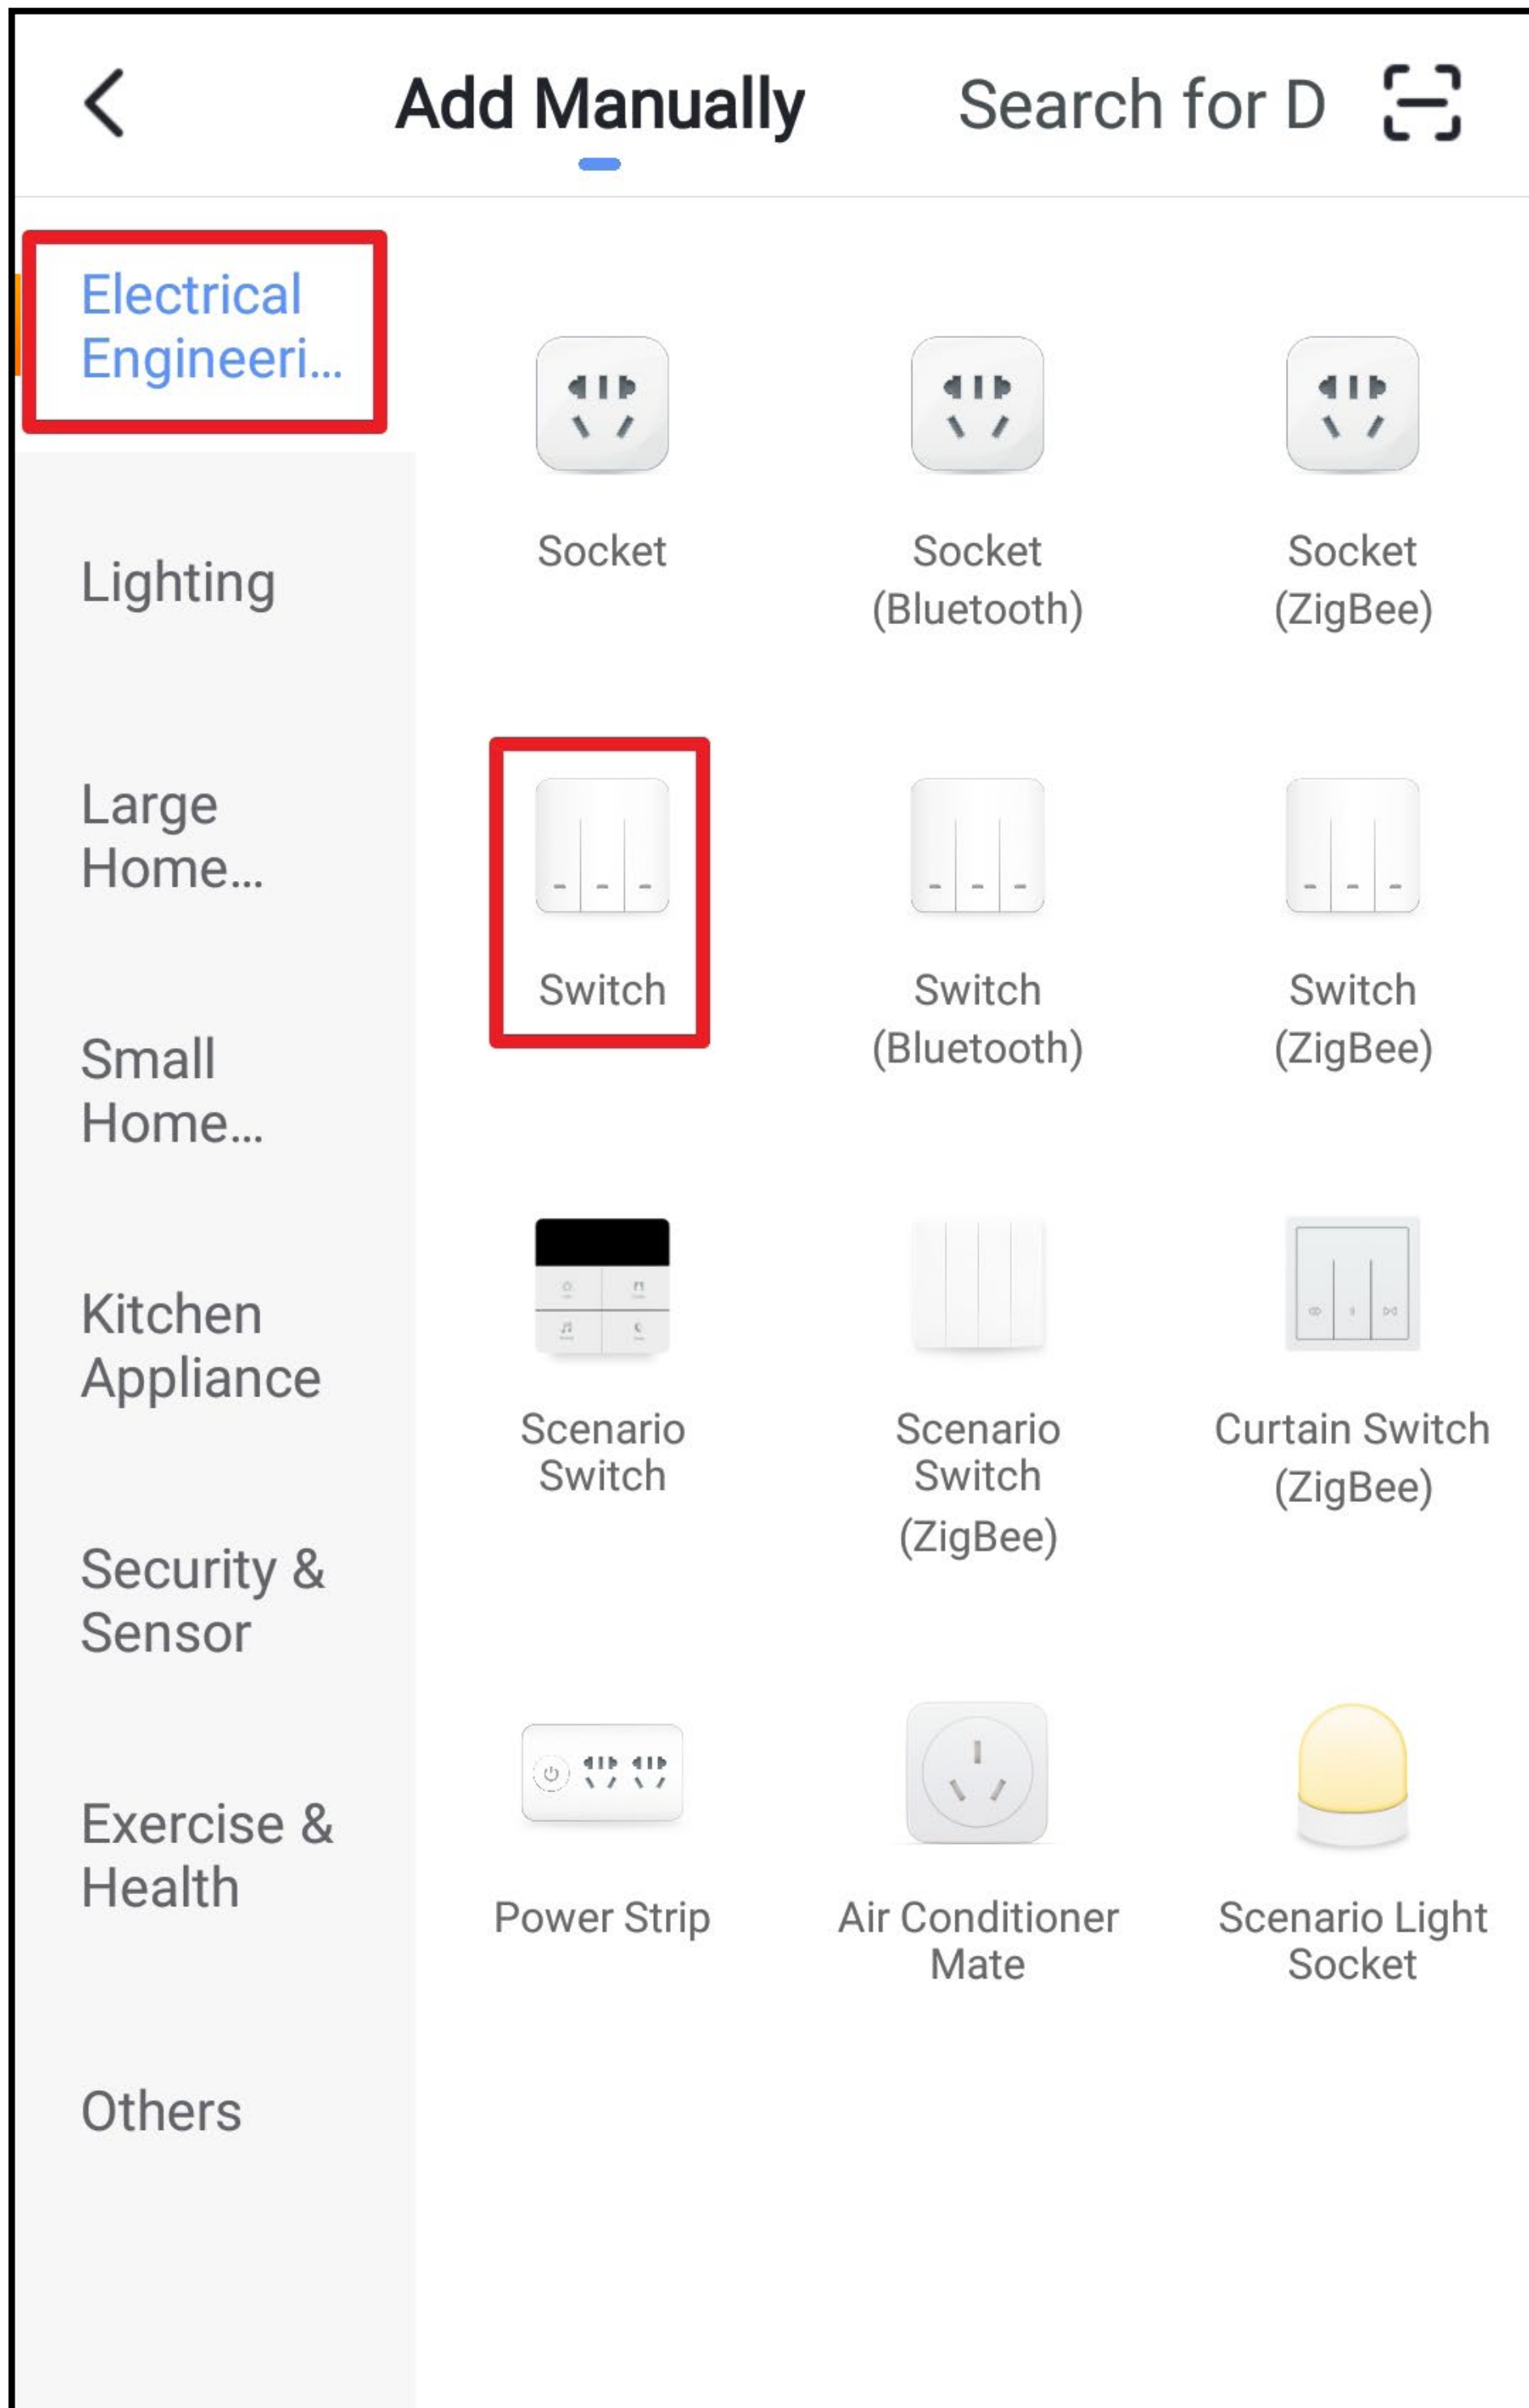 Add Manually
Search for D
Electrical
Engineeri...
Lighting
Large
Home...
Small
Home...
Kitchen
Appliance
Security &
Sensor
Exercise &
Health
Others
Socket
Socket
(Bluetooth)
Socket
(ZigBee)
Switch
Switch
(Bluetooth)
Switch
(ZigBee)
Scenario
Switch
Scenario
Switch
(ZigBee)
Curtain Switch
(ZigBee)
Power Strip
Air Conditioner
Mate
Scenario Light
Socket